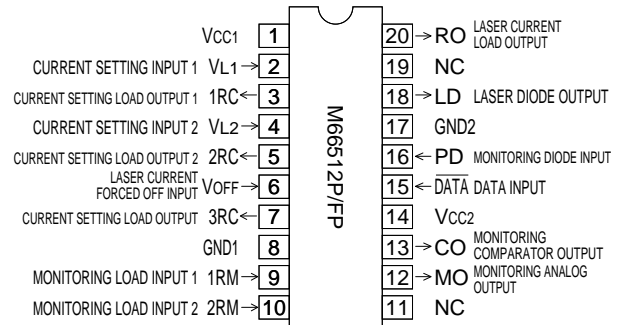 VCC1 1
CURRENT SETTING INPUT 1 VL1→ 2
CURRENT SETTING LOAD OUTPUT 1 1RC← 3
CURRENT SETTING INPUT 2 VL2→ 4
CURRENT SETTING LOAD OUTPUT 2 2RC← 5
LASER CURRENT
FORCED OFF INPUT VOFF→ 6
CURRENT SETTING LOAD OUTPUT 3RC← 7
GND1 8
MONITORING LOAD INPUT 1 1RM→ 9
MONITORING LOAD INPUT 2 2RM→ 10
M66512P/FP
20 →RO LASER CURRENT
LOAD OUTPUT
19 NC
18 →LD LASER DIODE OUTPUT
17 GND2
16 ←PD MONITORING DIODE INPUT
15 ←DATA DATA INPUT
14 VCC2
13 →CO MONITORING
COMPARATOR OUTPUT
12 →MO MONITORING ANALOG
OUTPUT
11 NC